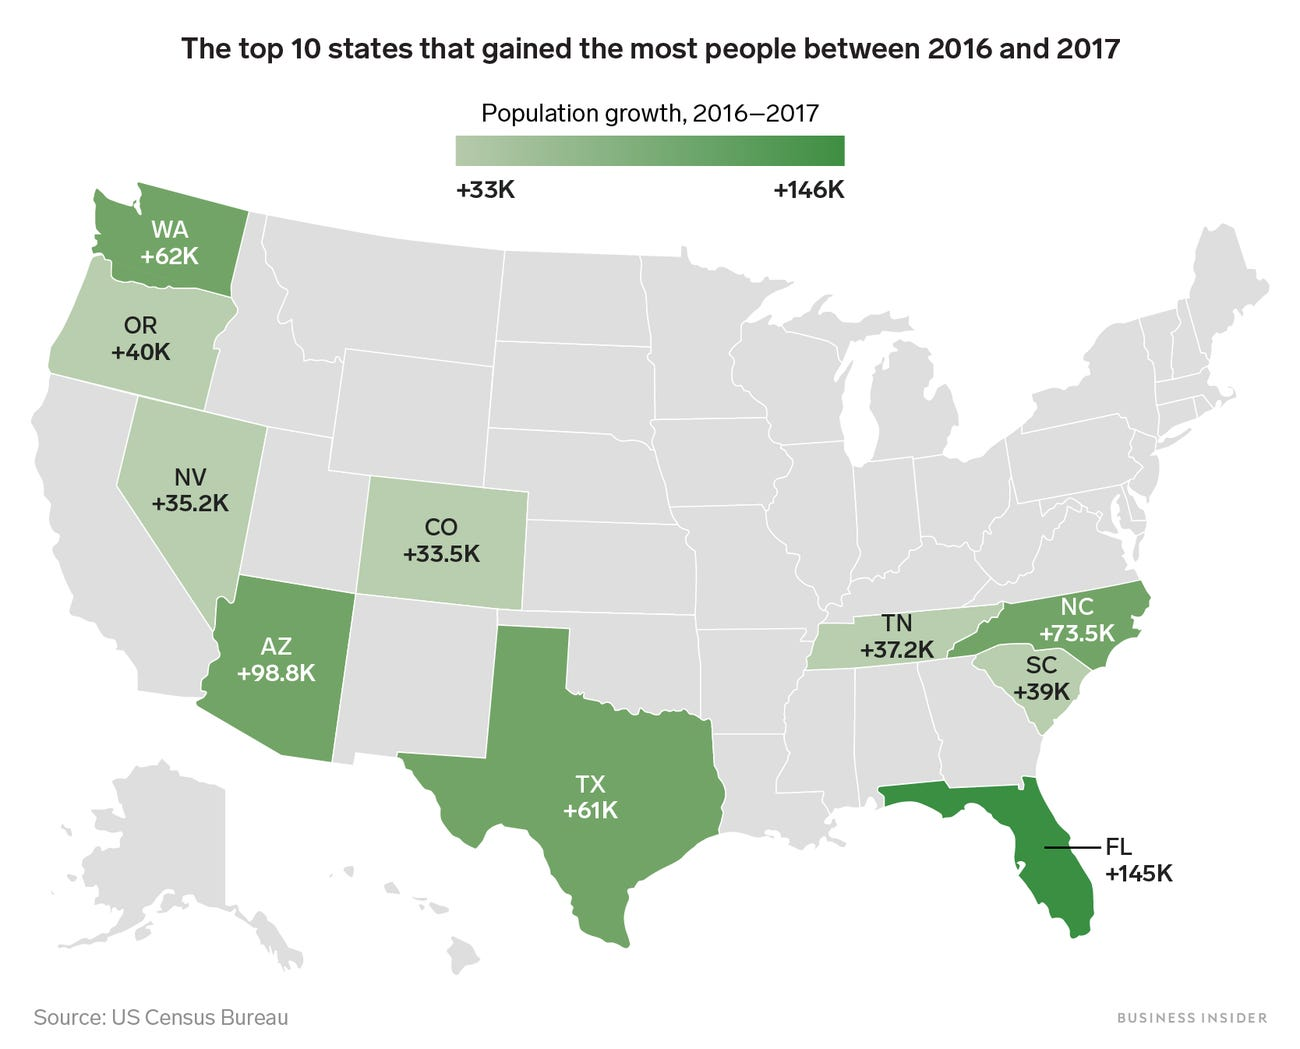 The top 10 states that gained the most people between 2016 and 2017
Population growth, 2016–2017
+33K
+146K
WA
+62K
OR
+40K
NV
+35.2K
CO
+33.5K
AZ
+98.8K
TX
+61K
TN
+37.2K
NC
+73.5K
SC
+39K
FL
+145K
Source: US Census Bureau
BUSINESS INSIDER